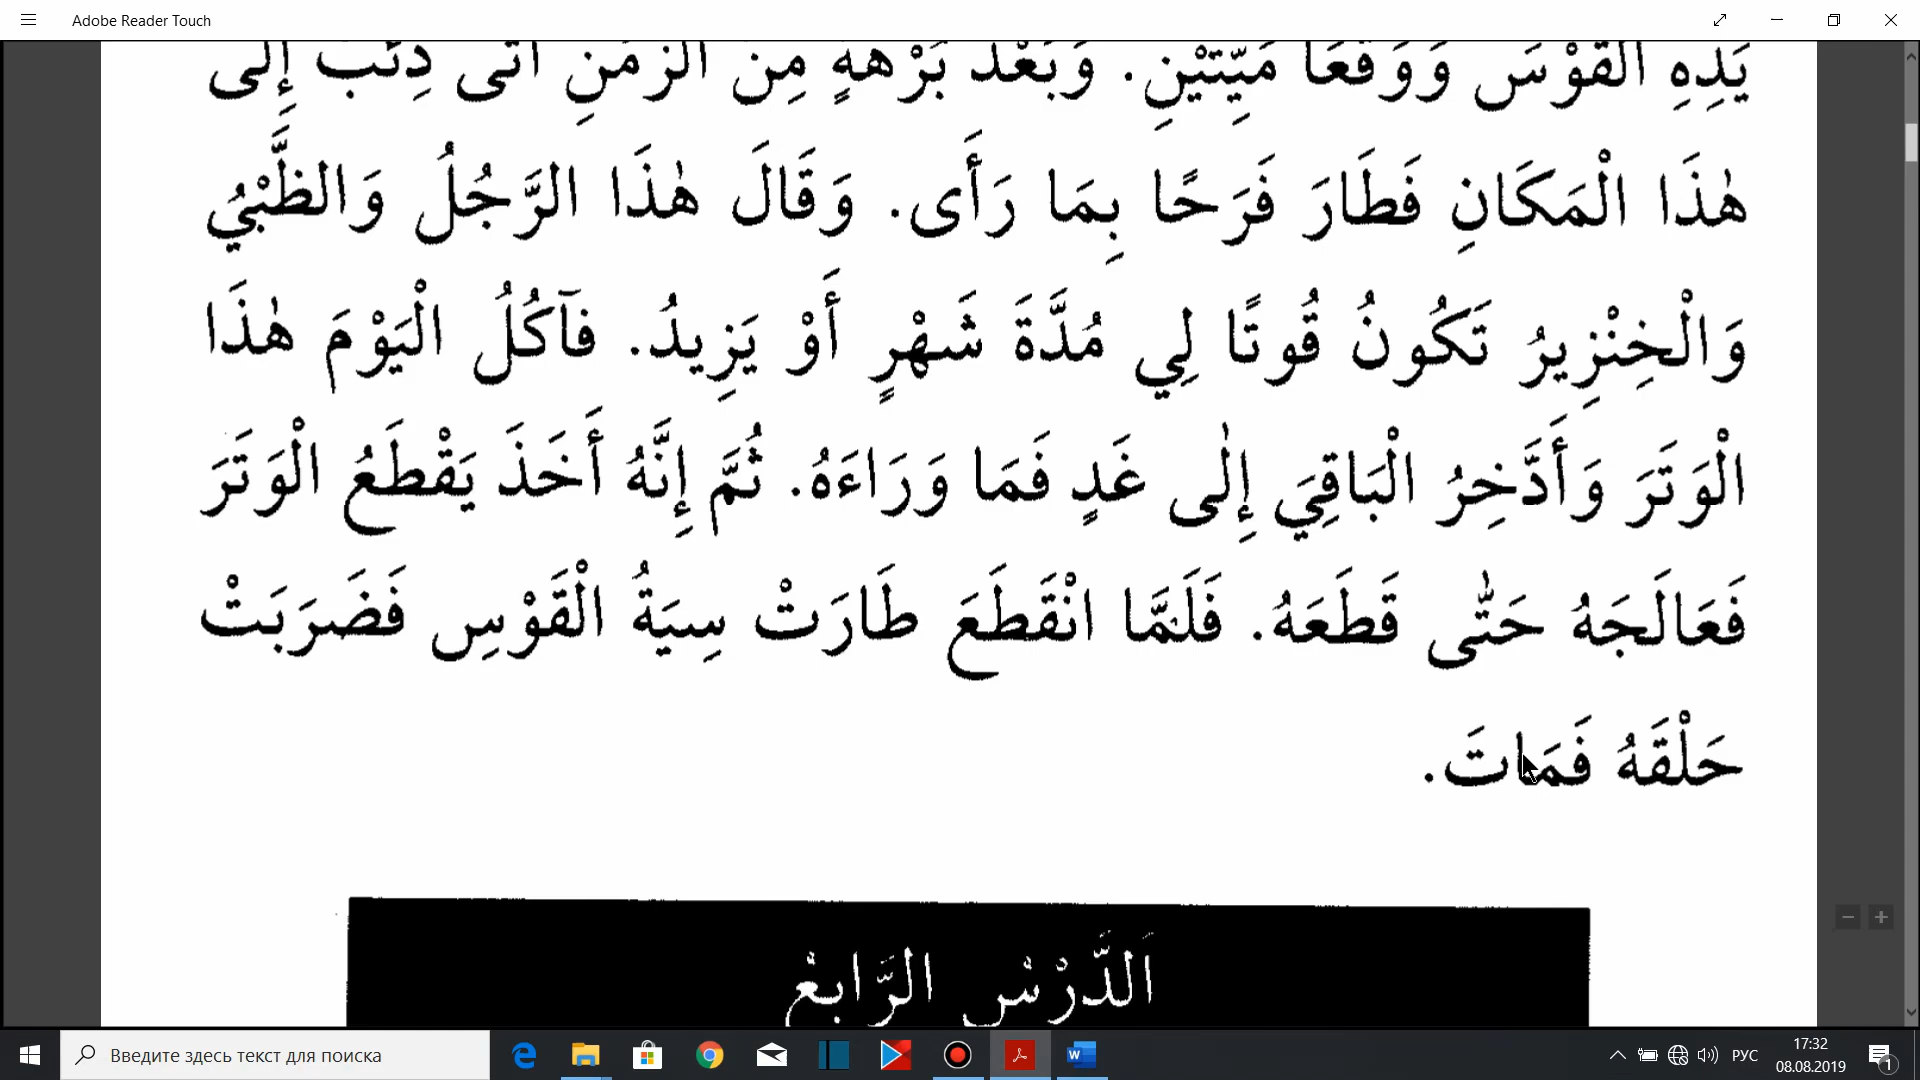 Adobe Reader Touch
يَدِهِ الْقَوْسُ وَوَقَعَا مَيِّتَيْنِ. وَبَعْدَ بَرْهَةٍ مِنَ الزَّمَنِ أَتَى ذِئْبٌ إِلَى
هٰذَا الْمَكَانِ فَطَارَ فَرَحًا بِمَا رَأَى. وَقَالَ هٰذَا الرَّجُلُ وَالظَّبْيُ
وَالْخِنْزِيرُ تَكُونُ قُوتًا لِي مُدَّةَ شَهْرٍ أَوْ يَزِيدُ. فَآكُلُ الْيَوْمَ هٰذَا
الْوَتَرَ وَأَدَّخِرُ الْبَاقِيَ إِلٰى غَدٍ فَمَا وَرَاءَهُ. ثُمَّ إِنَّهُ أَخَذَ يَقْطَعُ الْوَتَرَ
فَعَالَجَهُ حَتّٰى قَطَعَهُ. فَلَمَّا انْقَطَعَ طَارَتْ سِيَةُ الْقَوْسِ فَضَرَبَتْ
حَلْقَهُ فَمَاتَ.
اَلدَّرْسُ الرَّابِعُ
Введите здесь текст для поиска
РУС
17:32
08.08.2019
1